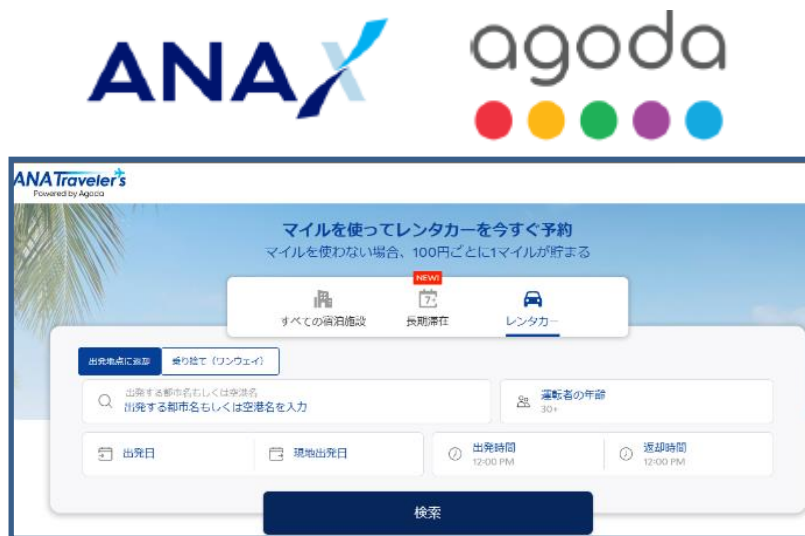 ANA X
agoda
ANA Traveler's
Powered by Agoda
マイルを使ってレンタカーを今すぐ予約
マイルを使わない場合、100円ごとに1マイルが貯まる
NEW!
すべての宿泊施設
長期滞在
レンタカー
出発地点に返却
乗り捨て(ワンウェイ)
出発する都市名もしくは空港名
出発する都市名もしくは空港名を入力
運転者の年齢
30+
出発日
現地出発日
出発時間
12:00 PM
返却時間
12:00 PM
検索